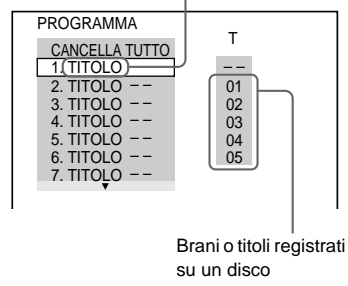 PROGRAMMA
T
CANCELLA TUTTO
1. TITOLO
– –
2. TITOLO – –
01
3. TITOLO – –
02
4. TITOLO – –
03
5. TITOLO – –
04
6. TITOLO – –
05
7. TITOLO – –
Brani o titoli registrati
su un disco